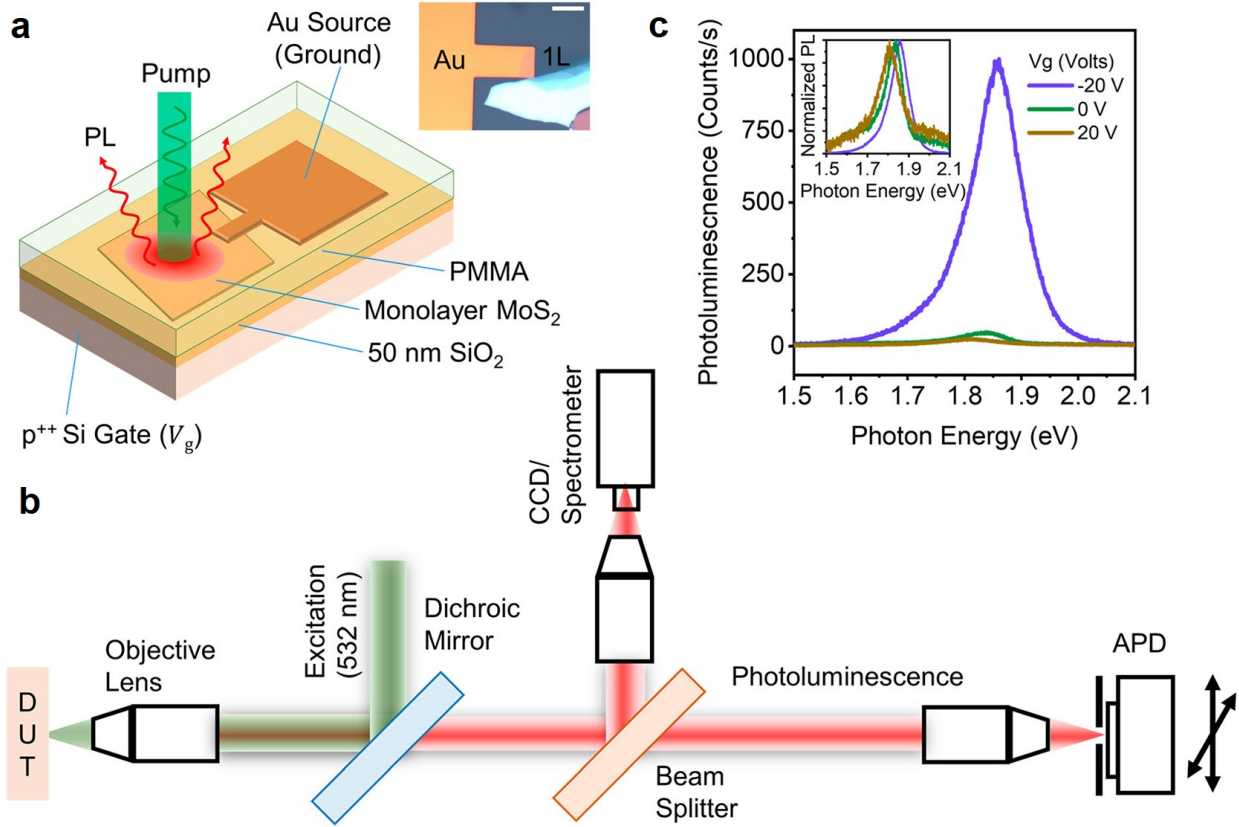 a
Au Source
(Ground)
Pump
PL
Au
1L
PMMA
Monolayer MoS₂
50 nm SiO₂
p⁺⁺ Si Gate (Vg)
c
Photoluminescnence (Counts/s)
1000
750
500
250
0
1.5 1.6 1.7 1.8 1.9 2.0 2.1
Photon Energy (eV)
Vg (Volts)
-20 V
0 V
20 V
Normalized PL
1.5 1.7 1.9 2.1
Photon Energy (eV)
b
CCD/
Spectrometer
Excitation
(532 nm)
Dichroic
Mirror
Objective
Lens
D
U
T
Photoluminescence
Beam
Splitter
APD